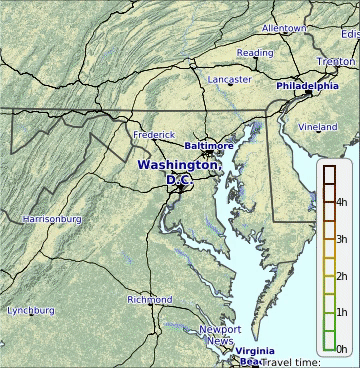 Allentown
Edis
Reading
Trenton
Lancaster
Philadelphia
Vineland
Frederick
Baltimore
Washington,
D.C.
4h
Harrisonburg
3h
2h
Richmond
1h
Lynchburg
Newport
News
0h
Virginia
Bea
Travel time: